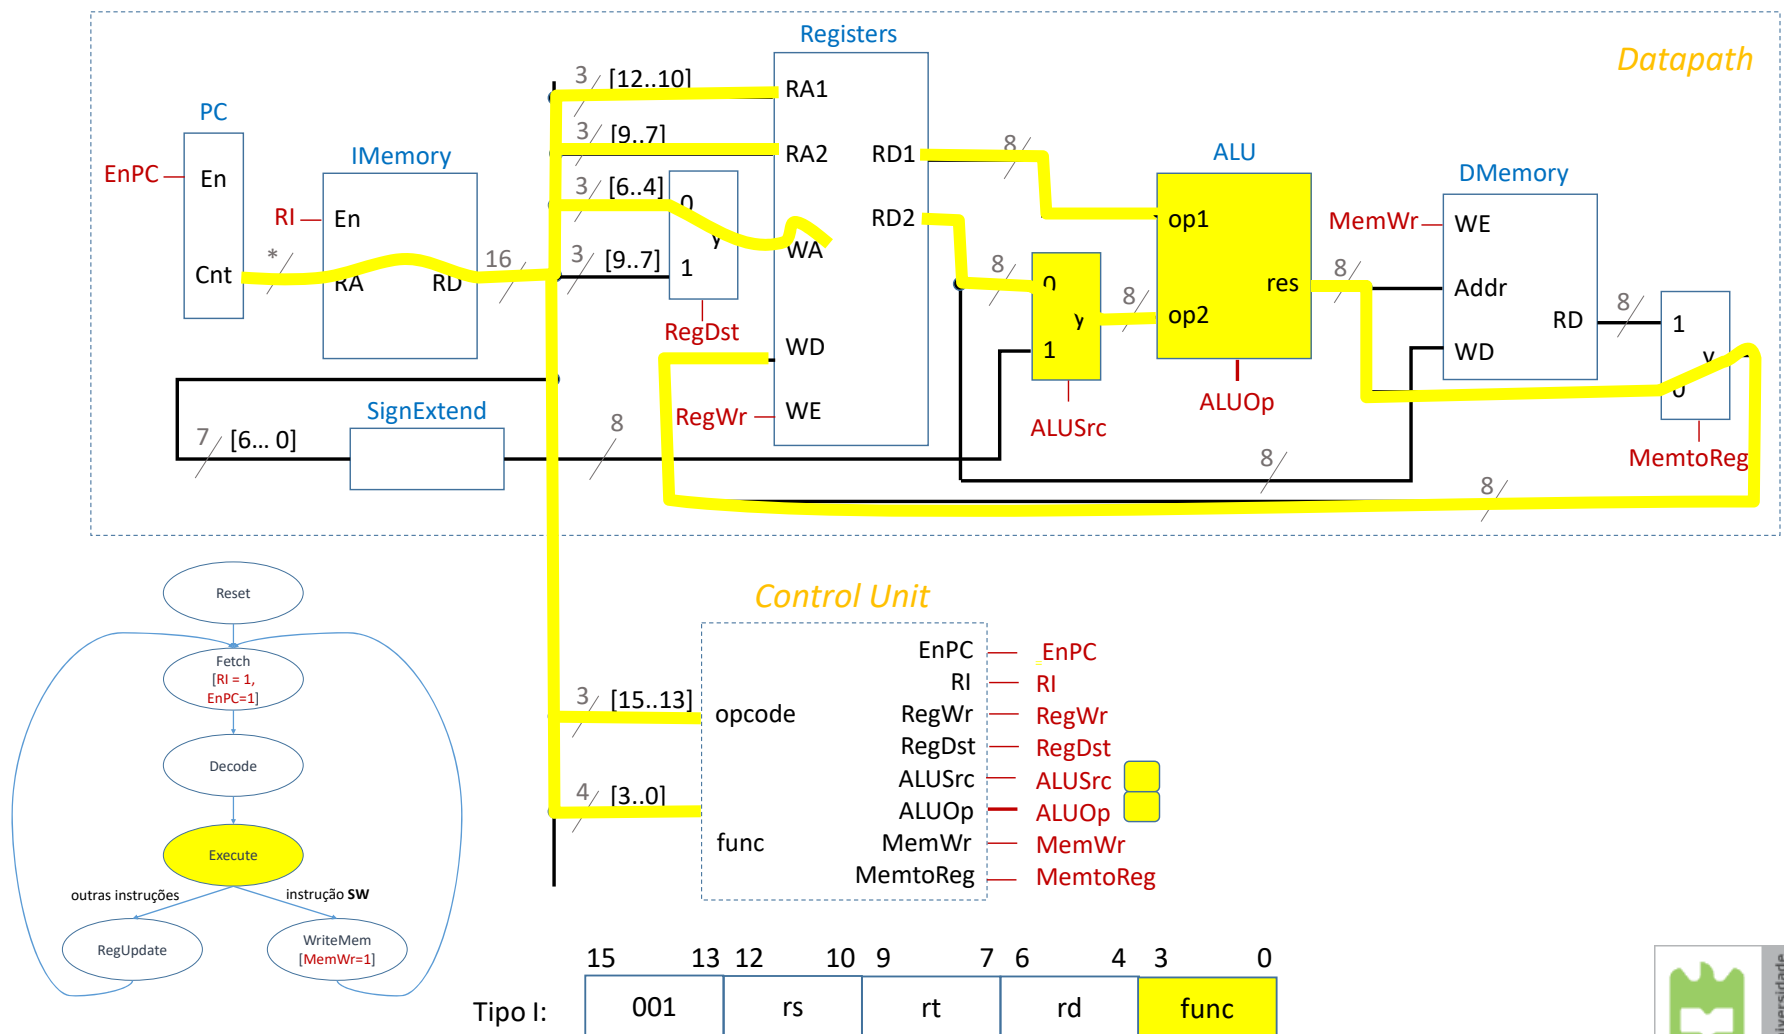 Registers
Datapath
PC
EnPC
En
Cnt
*
IMemory
RI
En
RA
RD
16
3 [12..10]
3 [9..7]
3 [6..4]
3 [9..7]
0
y
1
RegDst
RA1
RA2
WA
WD
WE
RD1
RD2
RegWr
8
8
0
y
1
ALUSrc
8
ALU
op1
op2
res
ALUOp
8
DMemory
MemWr
WE
Addr
WD
RD
8
1
y
0
MemtoReg
SignExtend
7 [6... 0]
8
8
8
Control Unit
3 [15..13]
opcode
4 [3..0]
func
EnPC EnPC
RI RI
RegWr RegWr
RegDst RegDst
ALUSrc ALUSrc
ALUOp ALUOp
MemWr MemWr
MemtoReg MemtoReg
Reset
Fetch
[RI = 1,
EnPC=1]
Decode
Execute
outras instruções
instrução SW
RegUpdate
WriteMem
[MemWr=1]
15 13 12 10 9 7 6 4 3 0
Tipo I: 001 rs rt rd func